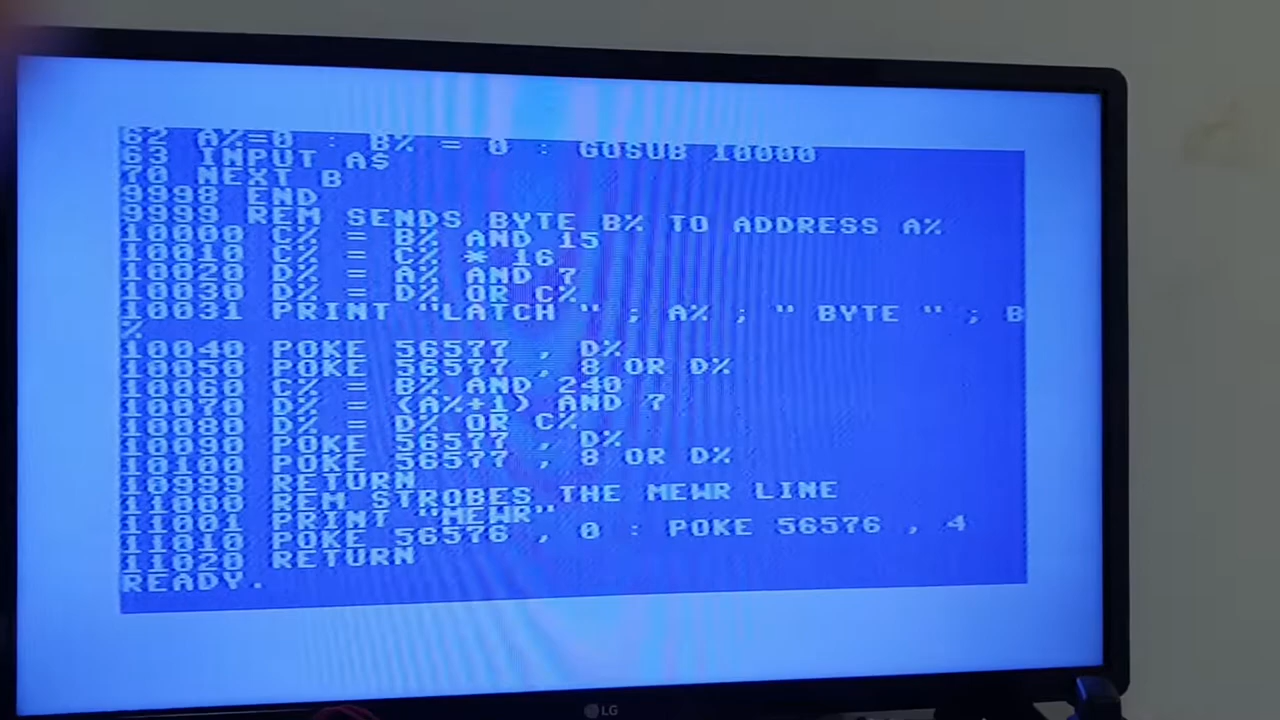 62 A%=0 : B% = 0 : GOSUB 10000
63 INPUT A$
70 NEXT B
9998 END
9999 REM SENDS BYTE B% TO ADDRESS A%
10000 C% = B% AND 15
10010 C% = C% * 16
10020 D% = A% AND 7
10030 D% = D% OR C%
10031 PRINT "LATCH " ; A% ; " BYTE " ; B
%
10040 POKE 56577 , D%
10050 POKE 56577 , 8 OR D%
10060 C% = B% AND 240
10070 D% = (A%+1) AND 7
10080 D% = D% OR C%
10090 POKE 56577 , D%
10100 POKE 56577 , 8 OR D%
10999 RETURN
11000 REM STROBES THE MEWR LINE
11001 PRINT "MEWR"
11010 POKE 56576 , 0 : POKE 56576 , 4
11020 RETURN
READY.
LG